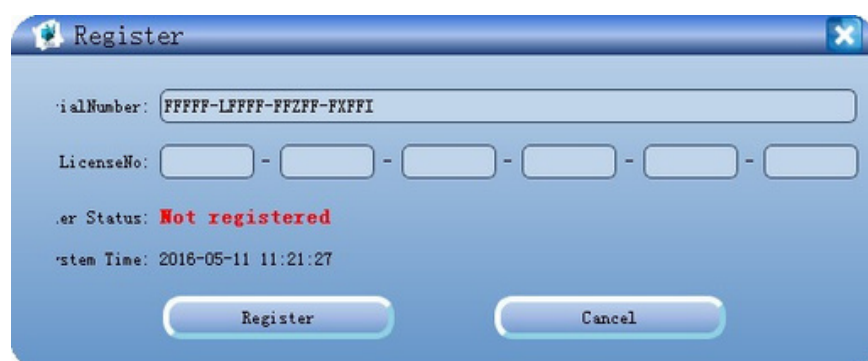 Register
ialNumber: FFFFF-LFFFF-FFZFF-FXFFI
LicenseNo: - - - - -
er Status: Not registered
stem Time: 2016-05-11 11:21:27
Register Cancel